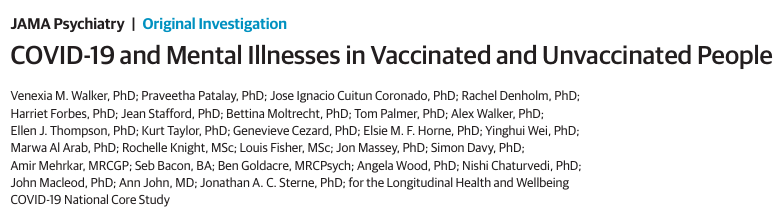 JAMA Psychiatry | Original Investigation
COVID-19 and Mental Illnesses in Vaccinated and Unvaccinated People
Venexia M. Walker, PhD; Praveetha Patalay, PhD; Jose Ignacio Cuitun Coronado, PhD; Rachel Denholm, PhD;
Harriet Forbes, PhD; Jean Stafford, PhD; Bettina Moltrecht, PhD; Tom Palmer, PhD; Alex Walker, PhD;
Ellen J. Thompson, PhD; Kurt Taylor, PhD; Genevieve Cezard, PhD; Elsie M. F. Horne, PhD; Yinghui Wei, PhD;
Marwa Al Arab, PhD; Rochelle Knight, MSc; Louis Fisher, MSc; Jon Massey, PhD; Simon Davy, PhD;
Amir Mehrkar, MRCGP; Seb Bacon, BA; Ben Goldacre, MRCPsych; Angela Wood, PhD; Nishi Chaturvedi, PhD;
John Macleod, PhD; Ann John, MD; Jonathan A. C. Sterne, PhD; for the Longitudinal Health and Wellbeing
COVID-19 National Core Study